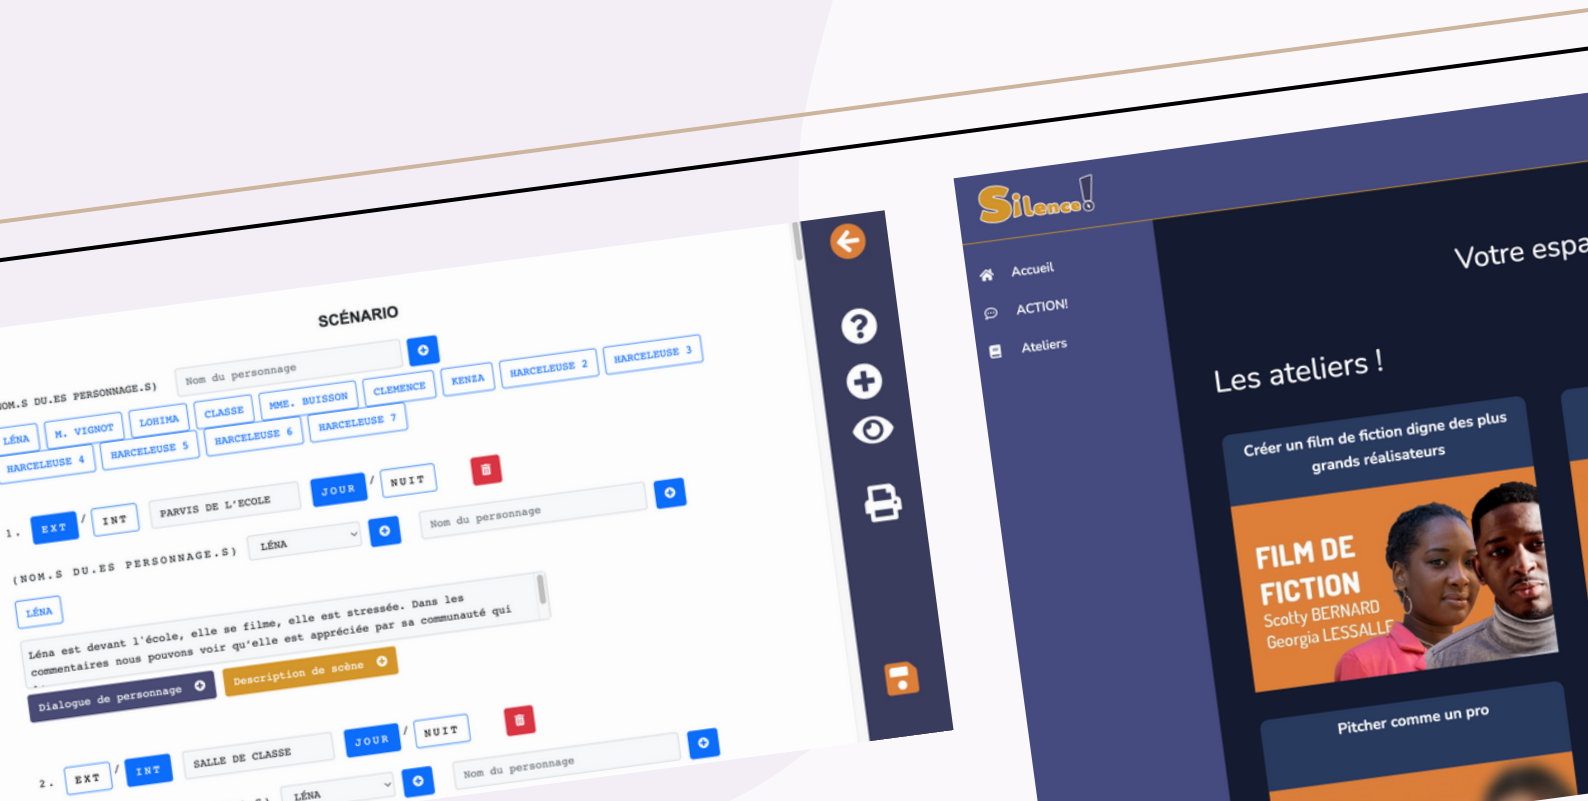 SCÉNARIO
NOM.S DU.ES PERSONNAGE.S)
Nom du personnage
LÉNA
M. VIGNOT
LOHIMA
CLASSE
MME. BUISSON
CLEMENCE
KENZA
HARCELEUSE 2
HARCELEUSE 3
HARCELEUSE 4
HARCELEUSE 5
HARCELEUSE 6
HARCELEUSE 7
1. EXT / INT PARVIS DE L'ECOLE JOUR / NUIT
(NOM.S DU.ES PERSONNAGE.S) LÉNA Nom du personnage
LÉNA
Léna est devant l'école, elle se filme, elle est stressée. Dans les
commentaires nous pouvons voir qu'elle est appréciée par sa communauté qui
Dialogue de personnage
Description de scène
2. EXT / INT SALLE DE CLASSE JOUR / NUIT
LÉNA Nom du personnage
Silence!
Accueil
ACTION!
Ateliers
Votre espa
Les ateliers !
Créer un film de fiction digne des plus
grands réalisateurs
FILM DE
FICTION
Scotty BERNARD
Georgia LESSALLE
Pitcher comme un pro